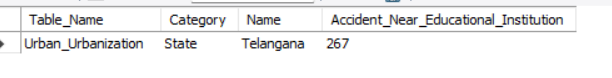 Table_Name Category Name Accident_Near_Educational_Institution
Urban_Urbanization State Telangana 267